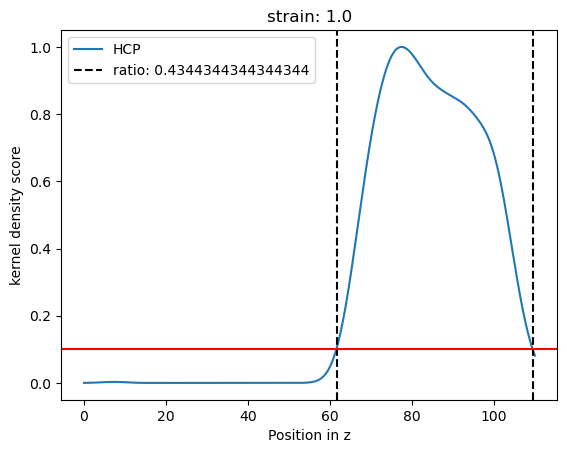 strain: 1.0
HCP
ratio: 0.4344344344344344
kernel density score
1.0
0.8
0.6
0.4
0.2
0.0
0 20 40 60 80 100
Position in z